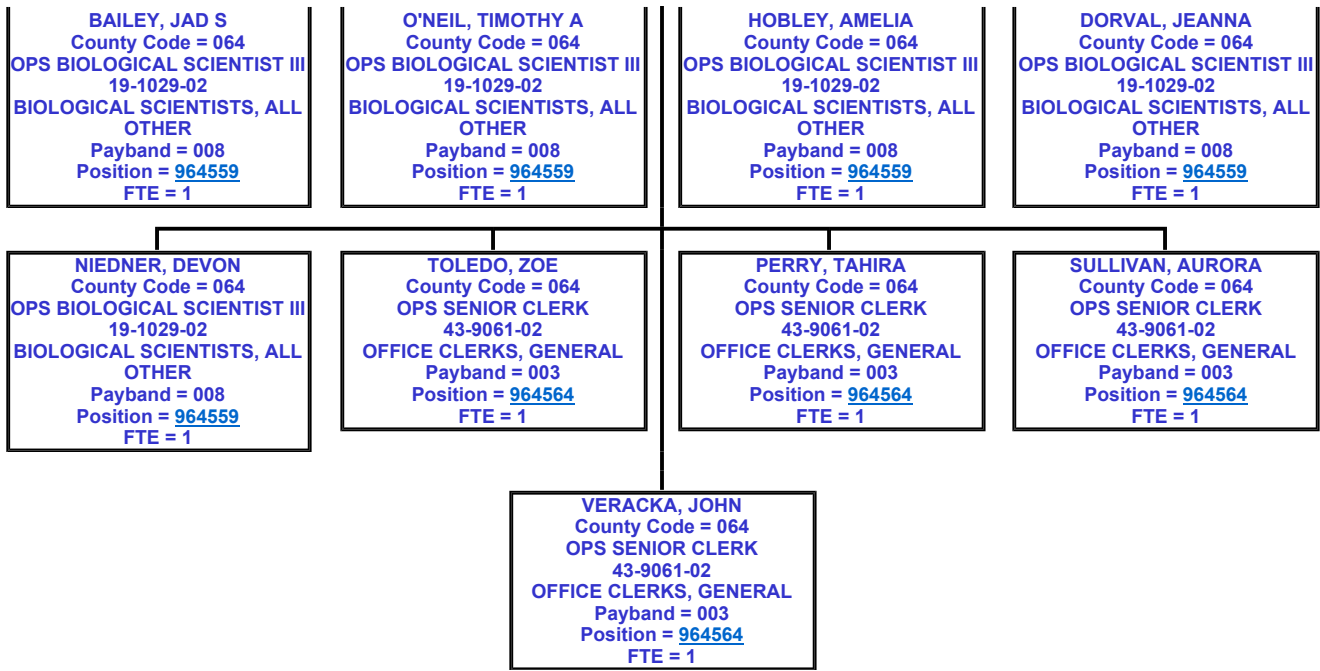 BAILEY, JAD S
County Code = 064
OPS BIOLOGICAL SCIENTIST III
19-1029-02
BIOLOGICAL SCIENTISTS, ALL
OTHER
Payband = 008
Position = 964559
FTE = 1
O'NEIL, TIMOTHY A
County Code = 064
OPS BIOLOGICAL SCIENTIST III
19-1029-02
BIOLOGICAL SCIENTISTS, ALL
OTHER
Payband = 008
Position = 964559
FTE = 1
HOBLEY, AMELIA
County Code = 064
OPS BIOLOGICAL SCIENTIST III
19-1029-02
BIOLOGICAL SCIENTISTS, ALL
OTHER
Payband = 008
Position = 964559
FTE = 1
DORVAL, JEANNA
County Code = 064
OPS BIOLOGICAL SCIENTIST III
19-1029-02
BIOLOGICAL SCIENTISTS, ALL
OTHER
Payband = 008
Position = 964559
FTE = 1
NIEDNER, DEVON
County Code = 064
OPS BIOLOGICAL SCIENTIST III
19-1029-02
BIOLOGICAL SCIENTISTS, ALL
OTHER
Payband = 008
Position = 964559
FTE = 1
TOLEDO, ZOE
County Code = 064
OPS SENIOR CLERK
43-9061-02
OFFICE CLERKS, GENERAL
Payband = 003
Position = 964564
FTE = 1
PERRY, TAHIRA
County Code = 064
OPS SENIOR CLERK
43-9061-02
OFFICE CLERKS, GENERAL
Payband = 003
Position = 964564
FTE = 1
SULLIVAN, AURORA
County Code = 064
OPS SENIOR CLERK
43-9061-02
OFFICE CLERKS, GENERAL
Payband = 003
Position = 964564
FTE = 1
VERACKA, JOHN
County Code = 064
OPS SENIOR CLERK
43-9061-02
OFFICE CLERKS, GENERAL
Payband = 003
Position = 964564
FTE = 1